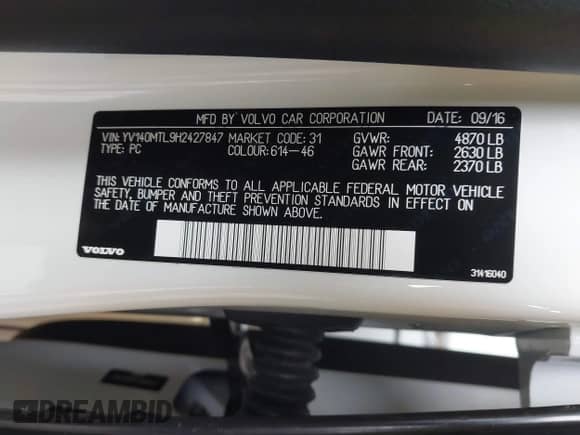 MFD BY VOLVO CAR CORPORATION DATE: 09/16
VIN: YV140MTL9H2427847 MARKET CODE: 31 GVWR: 4870 LB
TYPE: PC COLOUR: 614-46 GAWR FRONT: 2630 LB
GAWR REAR: 2370 LB
THIS VEHICLE CONFORMS TO ALL APPLICABLE FEDERAL MOTOR VEHICLE
SAFETY, BUMPER AND THEFT PREVENTION STANDARDS IN EFFECT ON
THE DATE OF MANUFACTURE SHOWN ABOVE.
VOLVO 31416040
DREAMBID